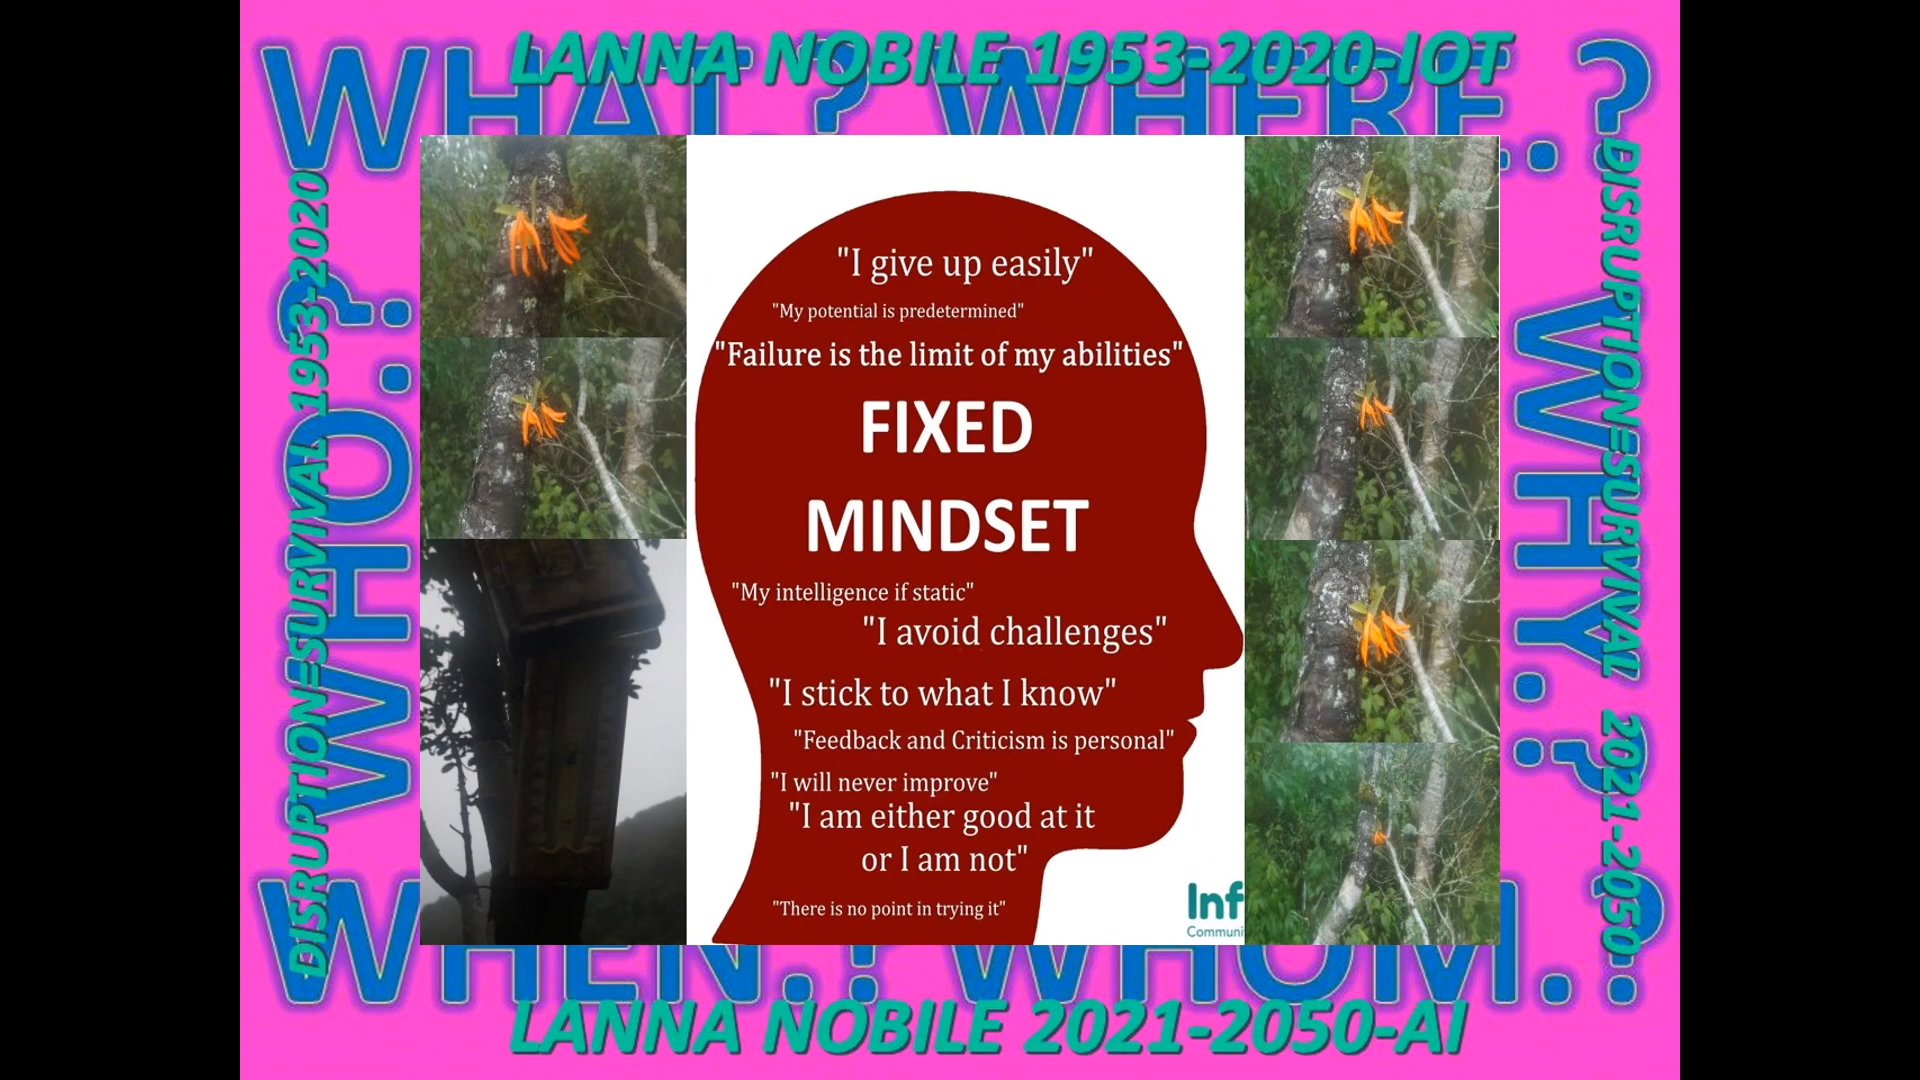 LANNA NOBILE 1953-2020-IOT
WHAT.? WHERE.?
DISRUPTION=SURVIVAL 1953-2020
WHO.?
"I give up easily"
"My potential is predetermined"
"Failure is the limit of my abilities"
FIXED
MINDSET
"My intelligence if static"
"I avoid challenges"
"I stick to what I know"
"Feedback and Criticism is personal"
"I will never improve"
"I am either good at it
or I am not"
"There is no point in trying it"
Inf
Communi
WHY.?
DISRUPTION=SURVIVAL 2021-2050
WHEN.? WHOM.?
LANNA NOBILE 2021-2050-AI